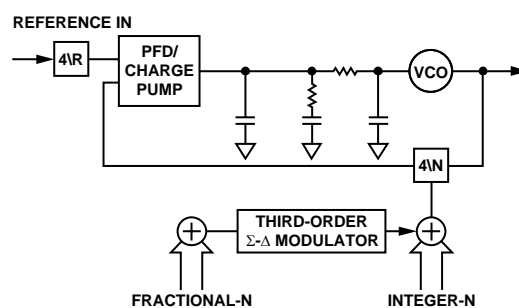 REFERENCE IN
4\R
PFD/
CHARGE
PUMP
VCO
4\N
THIRD-ORDER
Σ-Δ MODULATOR
+
+
FRACTIONAL-N
INTEGER-N